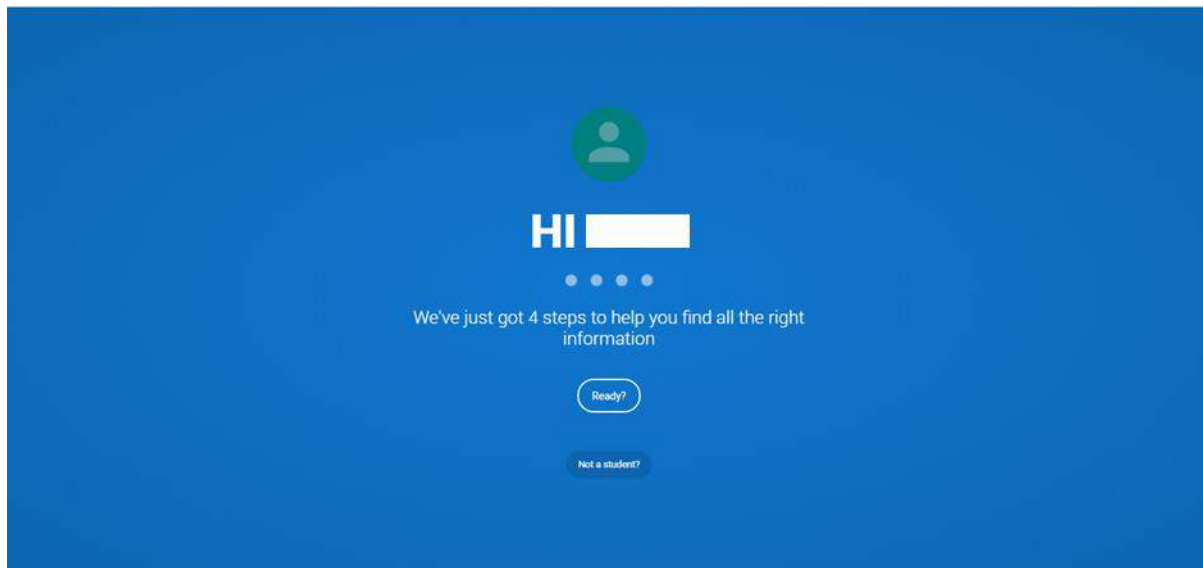 HI
We've just got 4 steps to help you find all the right
information
Ready?
Not a student?